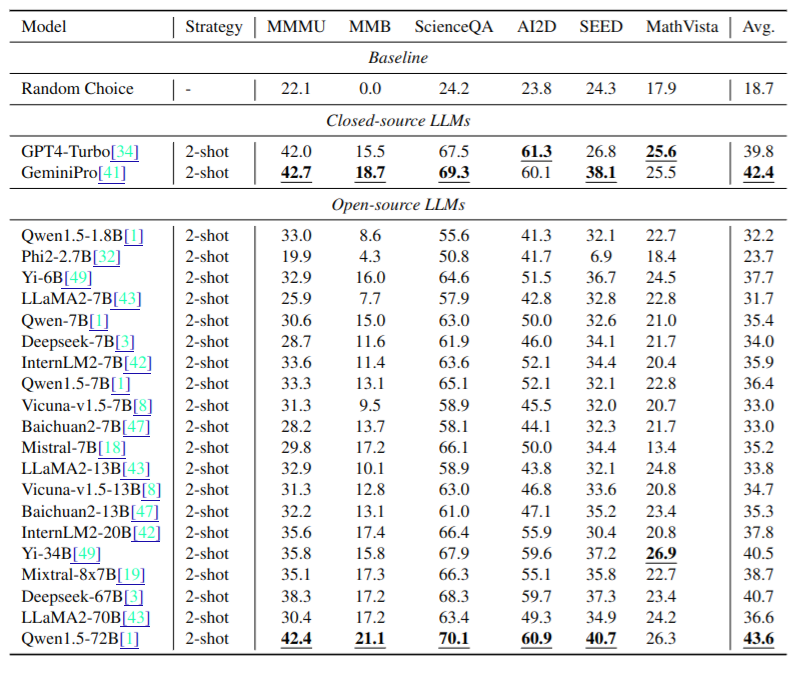 Model Strategy MMMU MMB ScienceQA AI2D SEED MathVista Avg.
Baseline
Random Choice - 22.1 0.0 24.2 23.8 24.3 17.9 18.7
Closed-source LLMs
GPT4-Turbo[34] 2-shot 42.0 15.5 67.5 61.3 26.8 25.6 39.8
GeminiPro[41] 2-shot 42.7 18.7 69.3 60.1 38.1 25.5 42.4
Open-source LLMs
Qwen1.5-1.8B[1] 2-shot 33.0 8.6 55.6 41.3 32.1 22.7 32.2
Phi2-2.7B[32] 2-shot 19.9 4.3 50.8 41.7 6.9 18.4 23.7
Yi-6B[49] 2-shot 32.9 16.0 64.6 51.5 36.7 24.5 37.7
LLaMA2-7B[43] 2-shot 25.9 7.7 57.9 42.8 32.8 22.8 31.7
Qwen-7B[1] 2-shot 30.6 15.0 63.0 50.0 32.6 21.0 35.4
Deepseek-7B[3] 2-shot 28.7 11.6 61.9 46.0 34.1 21.7 34.0
InternLM2-7B[42] 2-shot 33.6 11.4 63.6 52.1 34.4 20.4 35.9
Qwen1.5-7B[1] 2-shot 33.3 13.1 65.1 52.1 32.1 22.8 36.4
Vicuna-v1.5-7B[8] 2-shot 31.3 9.5 58.9 45.5 32.0 20.7 33.0
Baichuan2-7B[47] 2-shot 28.2 13.7 58.1 44.1 32.3 21.7 33.0
Mistral-7B[18] 2-shot 29.8 17.2 66.1 50.0 34.4 13.4 35.2
LLaMA2-13B[43] 2-shot 32.9 10.1 58.9 43.8 32.1 24.8 33.8
Vicuna-v1.5-13B[8] 2-shot 31.3 12.8 63.0 46.8 33.6 20.8 34.7
Baichuan2-13B[47] 2-shot 32.2 13.1 61.0 47.1 35.2 23.4 35.3
InternLM2-20B[42] 2-shot 35.6 17.4 66.4 55.9 30.4 20.8 37.8
Yi-34B[49] 2-shot 35.8 15.8 67.9 59.6 37.2 26.9 40.5
Mixtral-8x7B[19] 2-shot 35.1 17.3 66.3 55.1 35.8 22.7 38.7
Deepseek-67B[3] 2-shot 38.3 17.2 68.3 59.7 37.3 23.4 40.7
LLaMA2-70B[43] 2-shot 30.4 17.2 63.4 49.3 34.9 24.2 36.6
Qwen1.5-72B[1] 2-shot 42.4 21.1 70.1 60.9 40.7 26.3 43.6